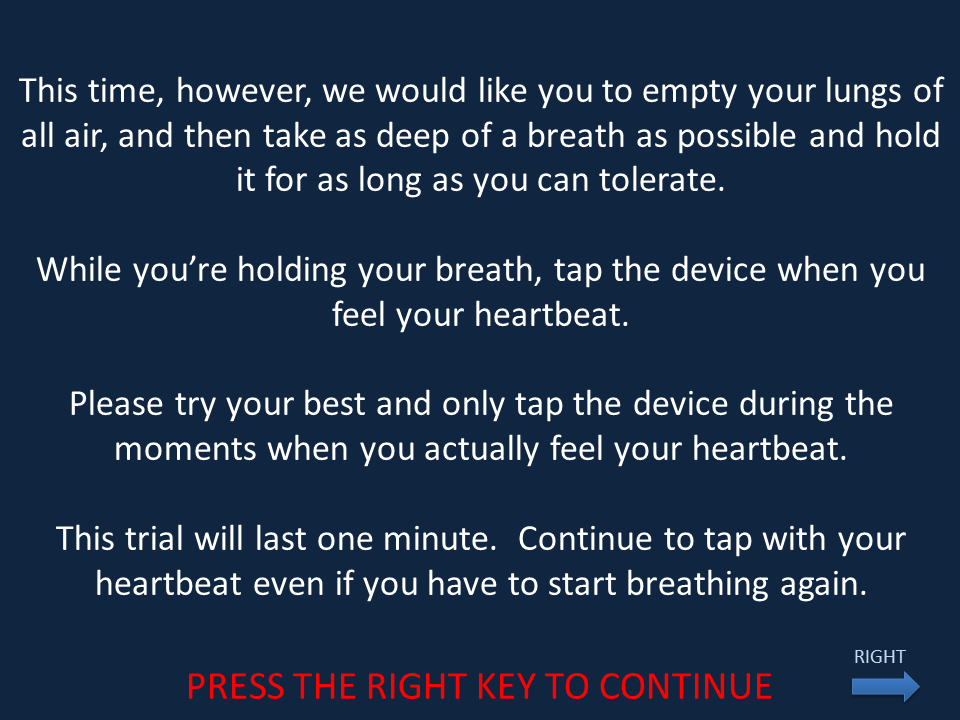 This time, however, we would like you to empty your lungs of
all air, and then take as deep of a breath as possible and hold
it for as long as you can tolerate.
While you’re holding your breath, tap the device when you
feel your heartbeat.
Please try your best and only tap the device during the
moments when you actually feel your heartbeat.
This trial will last one minute.  Continue to tap with your
heartbeat even if you have to start breathing again.
RIGHT
PRESS THE RIGHT KEY TO CONTINUE